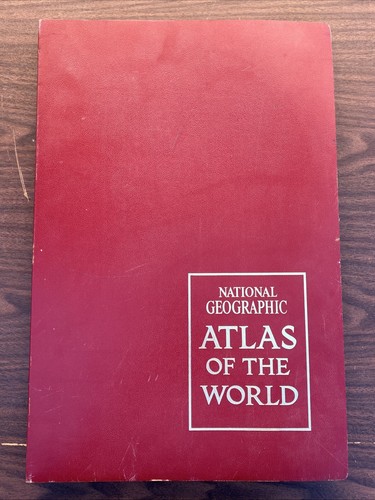 NATIONAL
GEOGRAPHIC
ATLAS
OF THE
WORLD